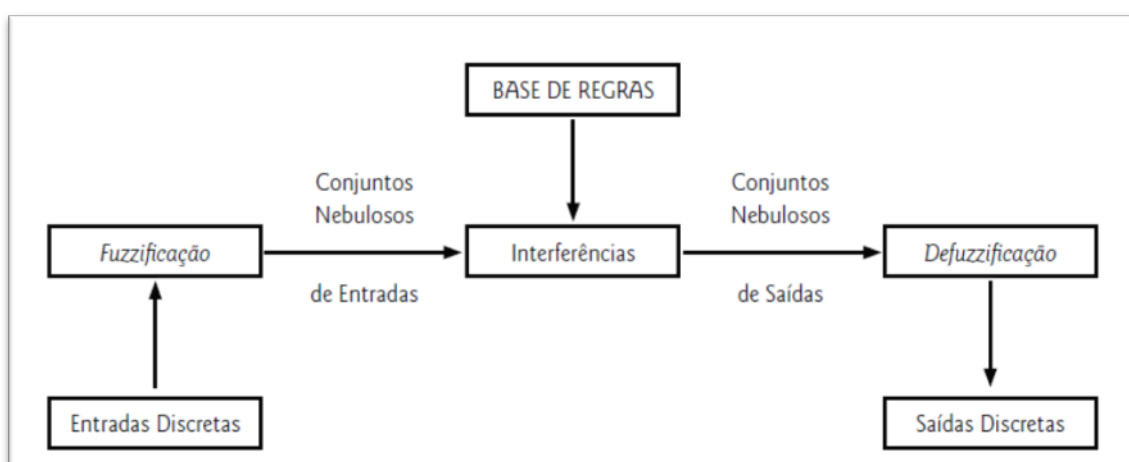 BASE DE REGRAS
Conjuntos
Nebulosos
Conjuntos
Nebulosos
Fuzzificação
Interferências
Defuzzificação
de Entradas
de Saídas
Entradas Discretas
Saídas Discretas